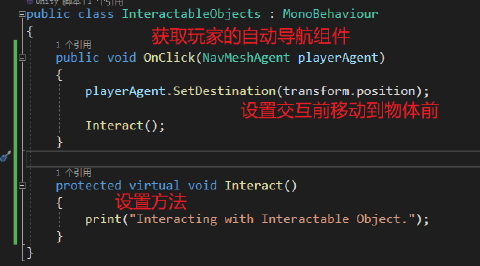 public class InteractableObjects : MonoBehaviour
{
获取玩家的自动导航组件
1 个引用
public void OnClick(NavMeshAgent playerAgent)
{
playerAgent.SetDestination(transform.position);
设置交互前移动到物体前
Interact();
}
1 个引用
protected virtual void Interact()
{
设置方法
print("Interacting with Interactable Object.");
}
}